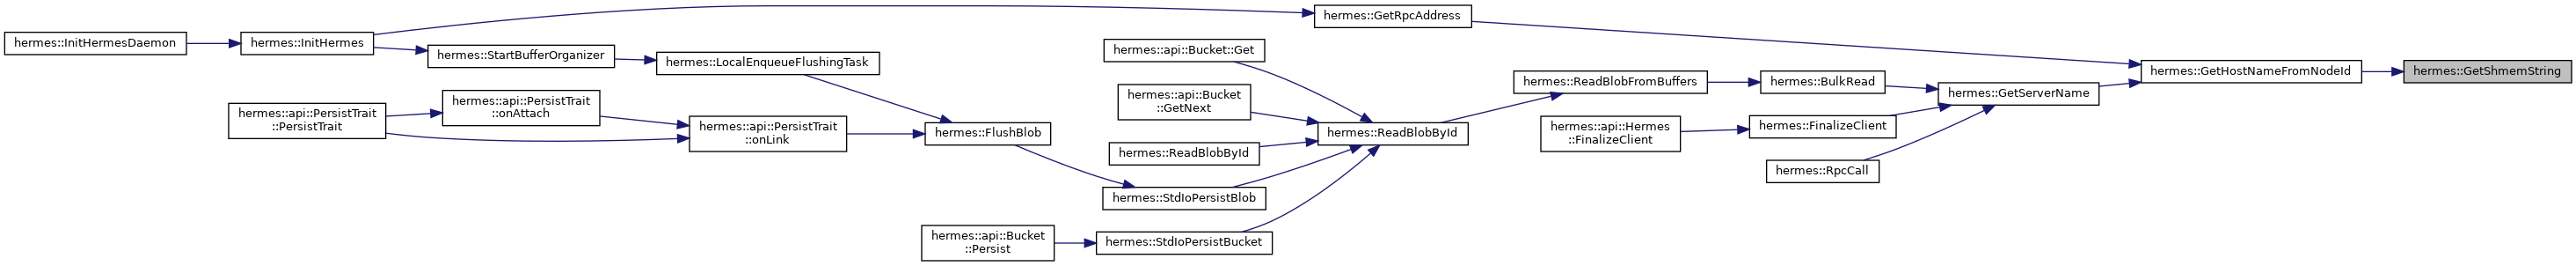 hermes::InitHermesDaemon
hermes::InitHermes
hermes::StartBufferOrganizer
hermes::LocalEnqueueFlushingTask
hermes::api::PersistTrait
::PersistTrait
hermes::api::PersistTrait
::onAttach
hermes::api::PersistTrait
::onLink
hermes::FlushBlob
hermes::api::Bucket
::Persist
hermes::api::Bucket::Get
hermes::api::Bucket
::GetNext
hermes::ReadBlobById
hermes::StdIoPersistBlob
hermes::StdIoPersistBucket
hermes::GetRpcAddress
hermes::ReadBlobById
hermes::ReadBlobFromBuffers
hermes::api::Hermes
::FinalizeClient
hermes::BulkRead
hermes::FinalizeClient
hermes::RpcCall
hermes::GetServerName
hermes::GetHostNameFromNodeId
hermes::GetShmemString